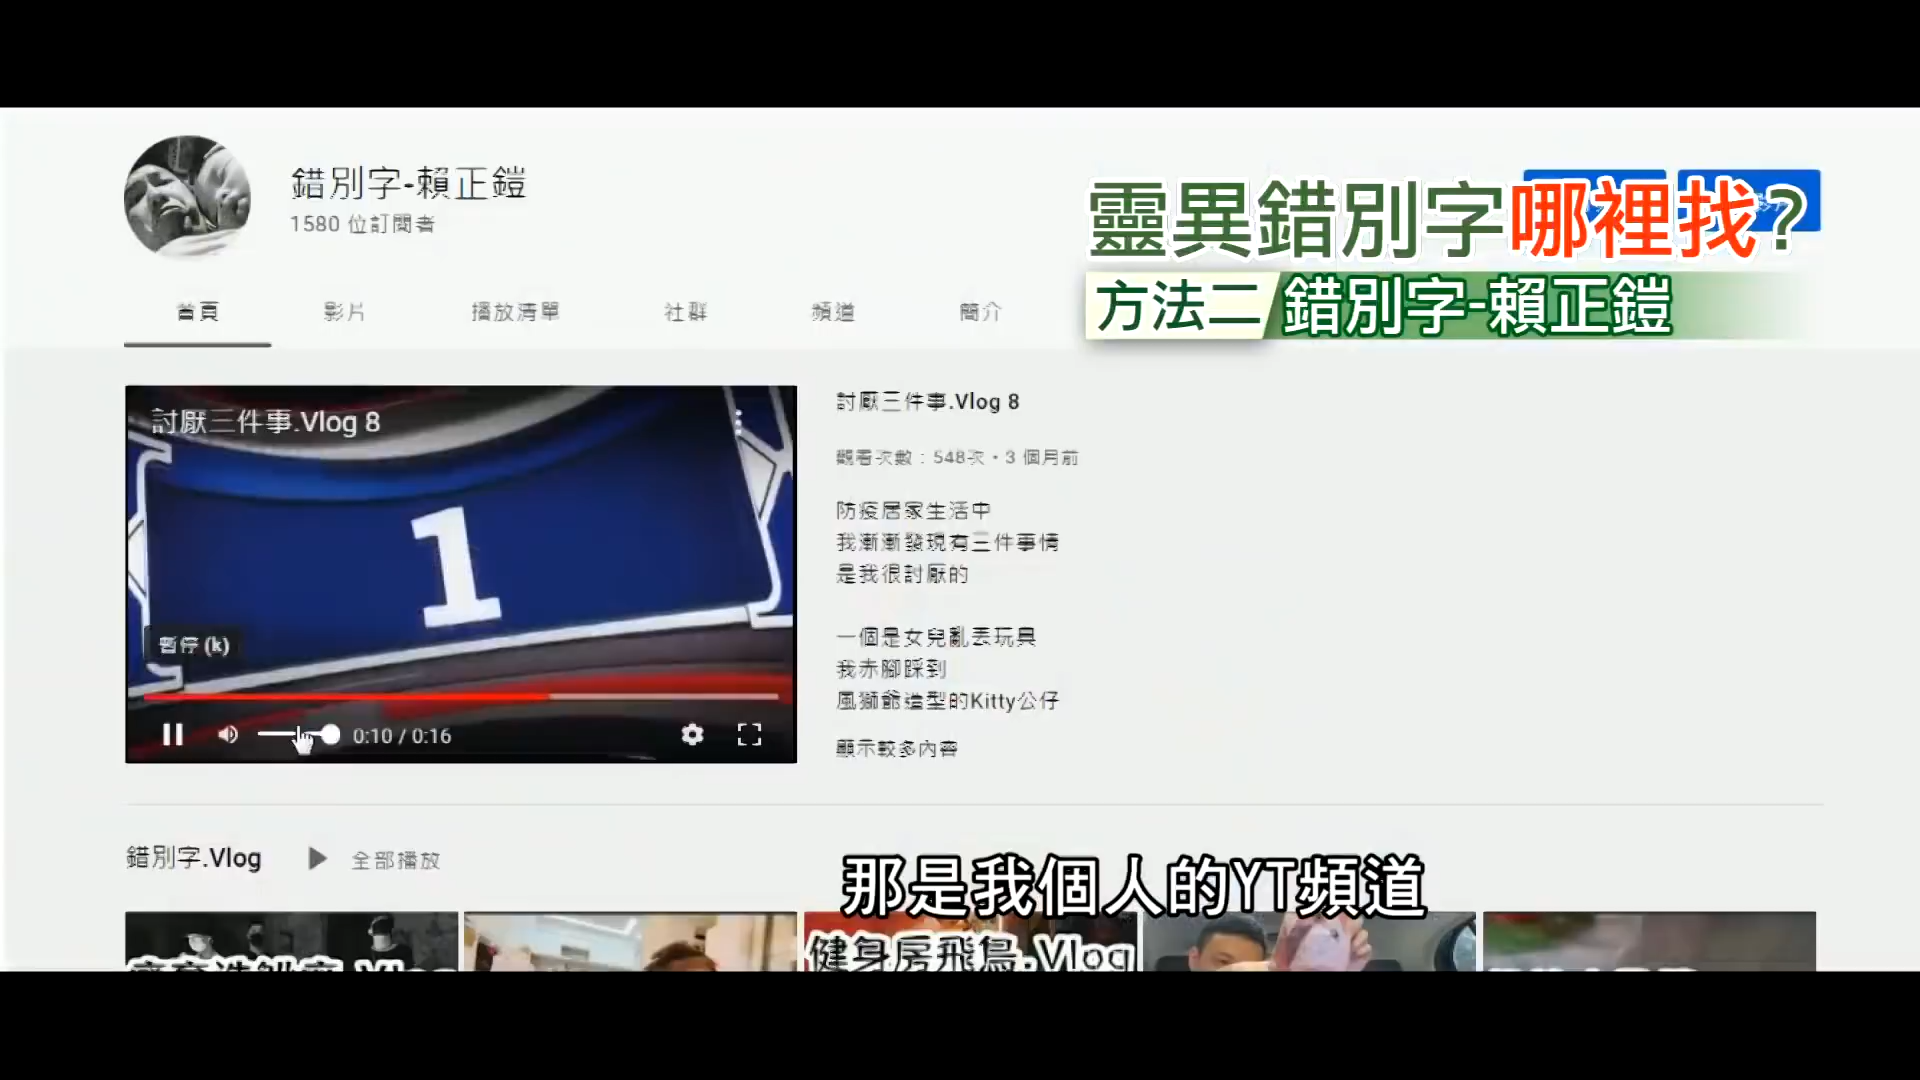 錯別字-賴正鎧
1580 位訂閱者
靈異錯別字哪裡找?
方法二 錯別字-賴正鎧
首頁 影片 播放清單 社群 頻道 簡介
討厭三件事.Vlog 8
1
暫停 (k)
0:10 / 0:16
討厭三件事.Vlog 8
觀看次數：548次・3 個月前
防疫居家生活中
我漸漸發現有三件事情
是我很討厭的
一個是女兒亂丟玩具
我赤腳踩到
風獅爺造型的Kitty公仔
顯示較多內容
錯別字.Vlog 全部播放
那是我個人的YT頻道
健身房飛鳥.Vlog